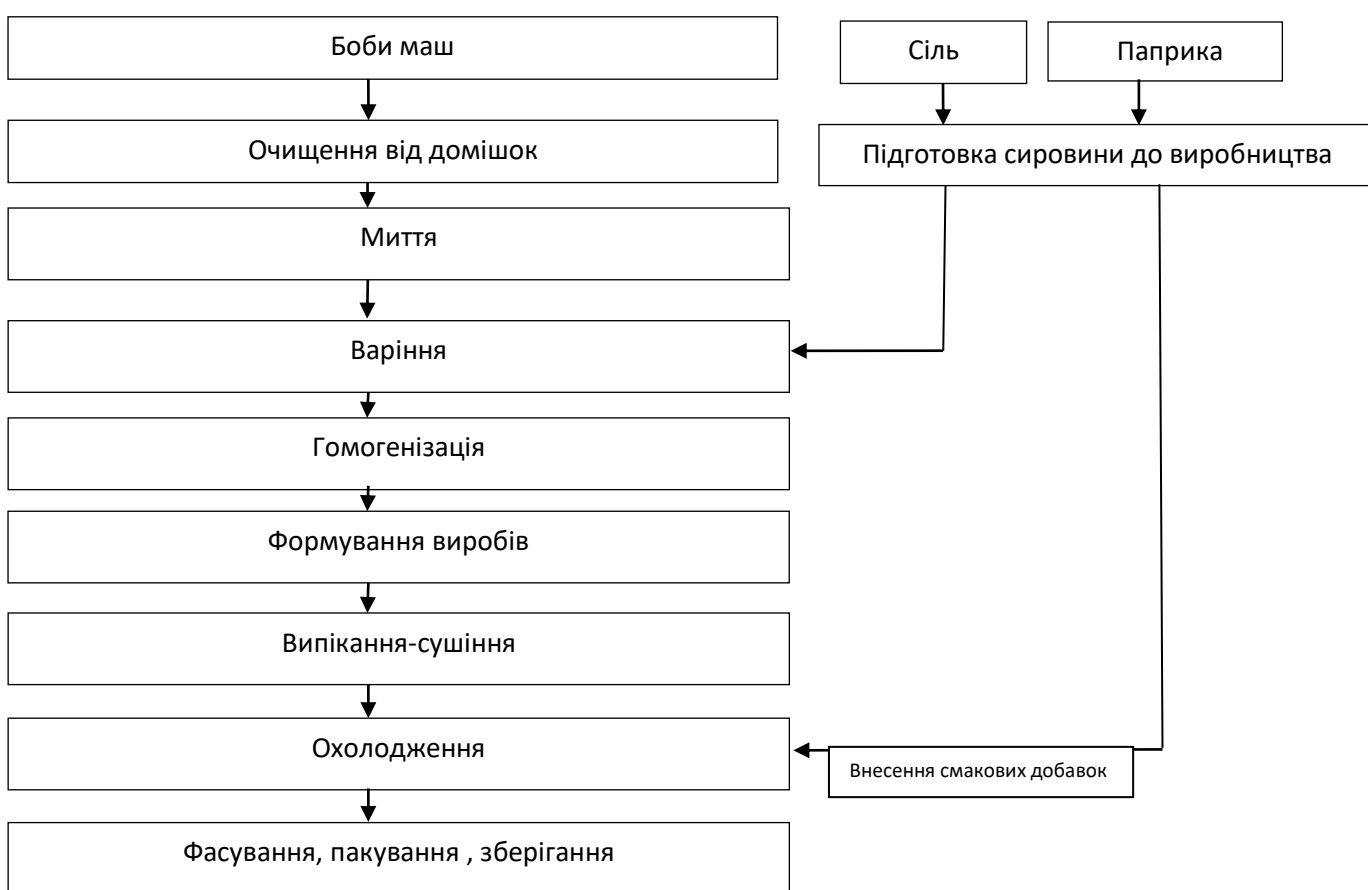 Боби маш
Сіль
Паприка
Очищення від домішок
Підготовка сировини до виробництва
Миття
Варіння
Гомогенізація
Формування виробів
Випікання-сушіння
Охолодження
Внесення смакових добавок
Фасування, пакування , зберігання